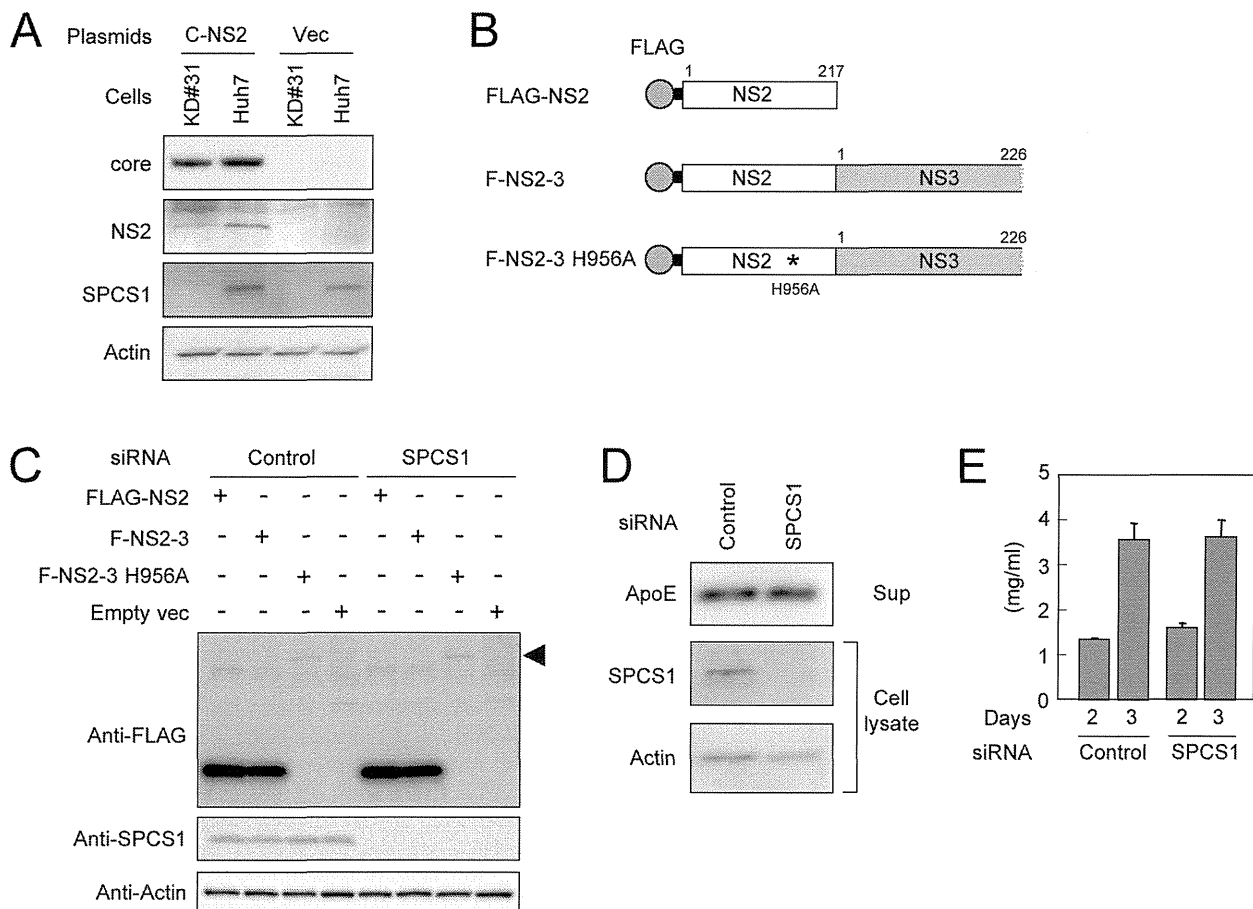 A
Plasmids C-NS2 Vec
Cells KD#31 Huh7 KD#31 Huh7
core
NS2
SPCS1
Actin
B
FLAG
FLAG-NS2 1 217 NS2
F-NS2-3 NS2 1 226 NS3
F-NS2-3 H956A NS2 * 1 226 NS3
H956A
C
siRNA Control SPCS1
FLAG-NS2 + - - - + - - -
F-NS2-3 - + - - - + - -
F-NS2-3 H956A - - + - - - + -
Empty vec - - - + - - - +
Anti-FLAG
Anti-SPCS1
Anti-Actin
D
siRNA Control SPCS1
ApoE Sup
SPCS1
Cell
lysate
Actin
E
(mg/ml)
5
4
3
2
1
0
Days 2 3 2 3
siRNA Control SPCS1